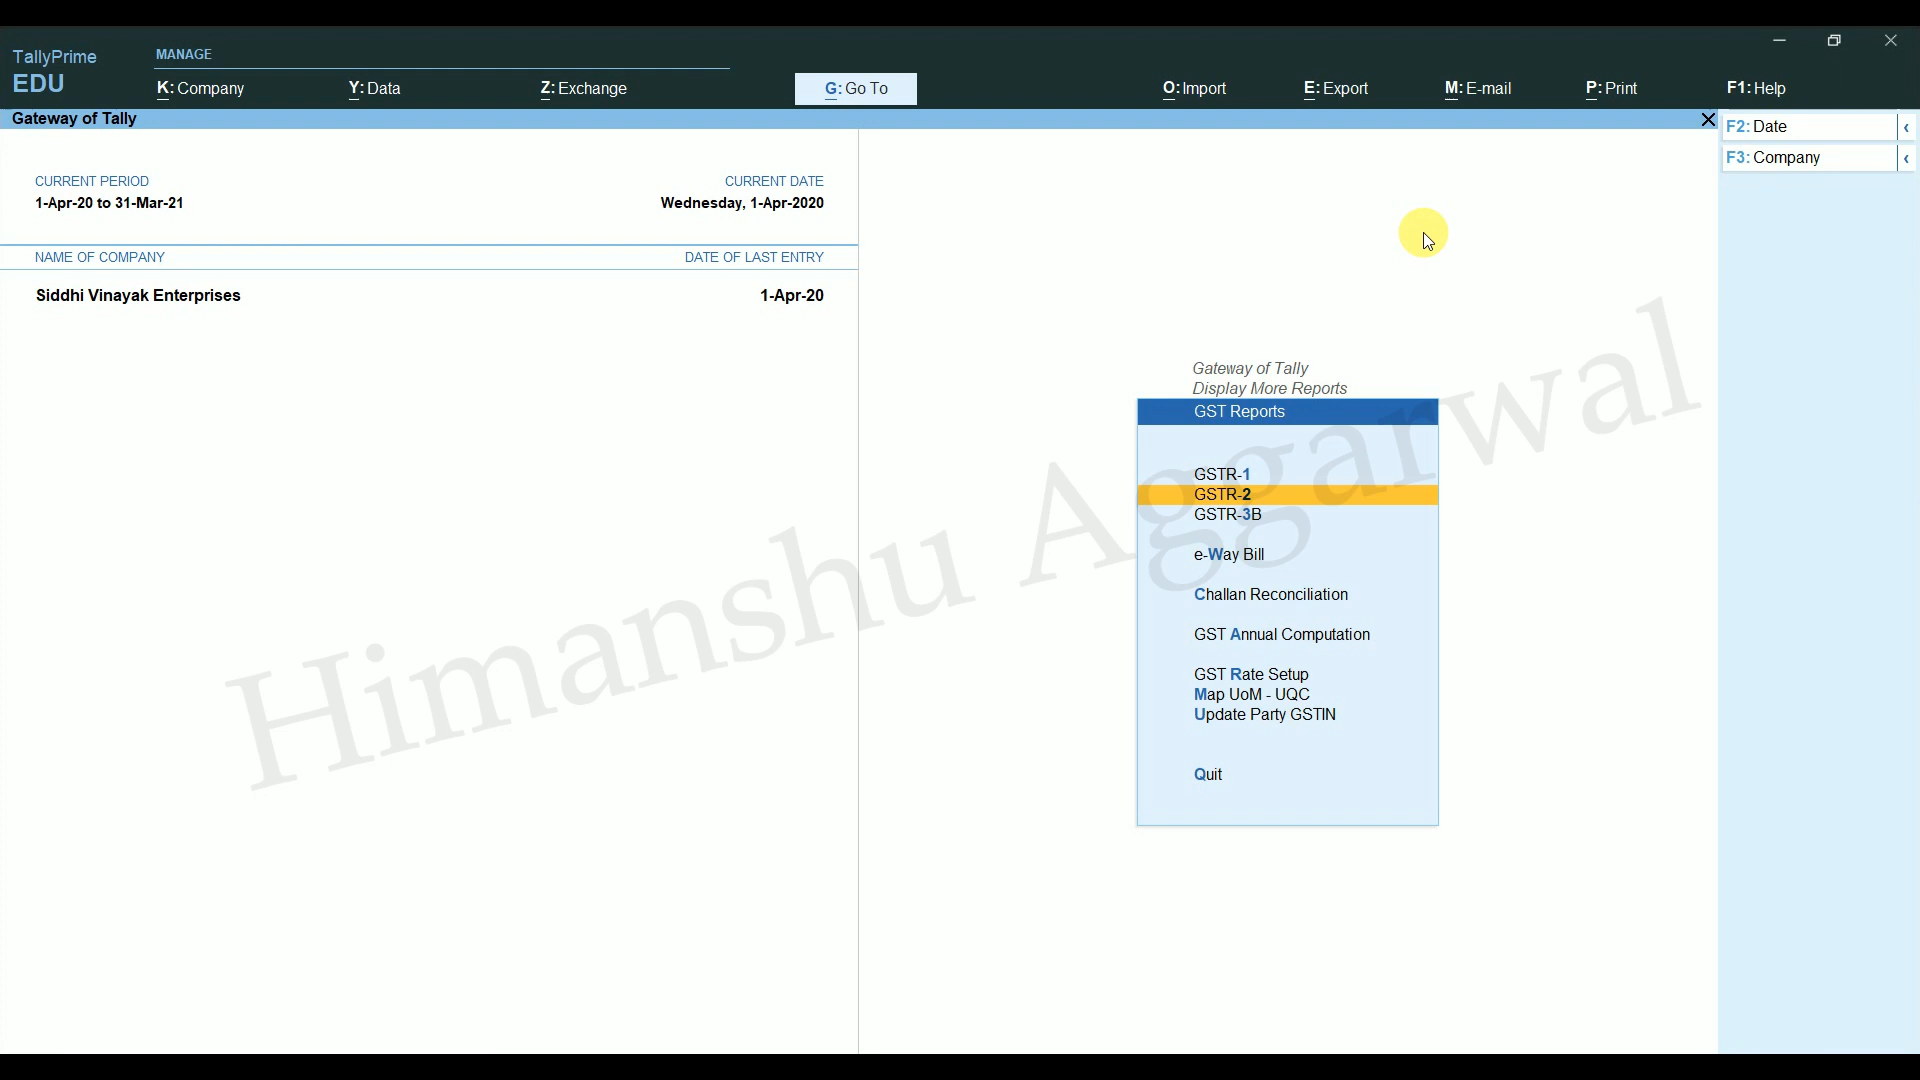 TallyPrime
EDU
MANAGE
K: Company
Y: Data
Z: Exchange
G: Go To
O: Import
E: Export
M: E-mail
P: Print
F1: Help
Gateway of Tally
F2: Date
F3: Company
CURRENT PERIOD
CURRENT DATE
1-Apr-20 to 31-Mar-21
Wednesday, 1-Apr-2020
NAME OF COMPANY
DATE OF LAST ENTRY
Siddhi Vinayak Enterprises
1-Apr-20
Gateway of Tally
Display More Reports
GST Reports
GSTR-1
GSTR-2
GSTR-3B
e-Way Bill
Challan Reconciliation
GST Annual Computation
GST Rate Setup
Map UoM - UQC
Update Party GSTIN
Quit
Himanshu Aggarwal